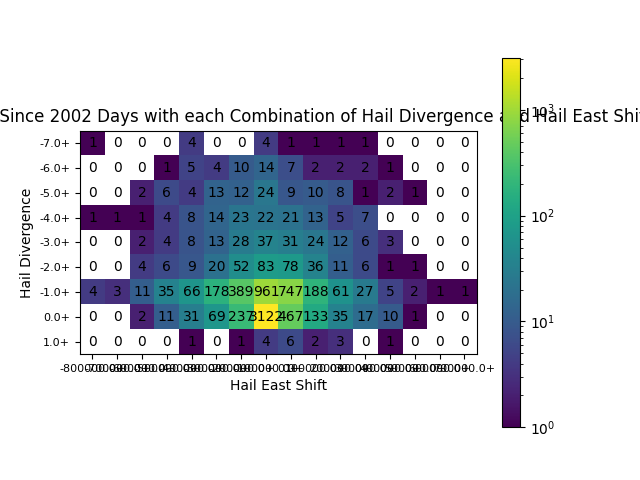 Since 2002 Days with each Combination of Hail Divergence and Hail East Shif
10³
-7.0+ 1 0 0 0 4 0 0 4 1 1 1 1 0 0 0 0
-6.0+ 0 0 0 1 5 4 10 14 7 2 2 2 1 0 0 0
-5.0+ 0 0 2 6 4 13 12 24 9 10 8 1 2 1 0 0
-4.0+ 1 1 1 4 8 14 23 22 21 13 5 7 0 0 0 0
10²
-3.0+ 0 0 2 4 8 13 28 37 31 24 12 6 3 0 0 0
Hail Divergence
-2.0+ 0 0 4 6 9 20 52 83 78 36 11 6 1 1 0 0
-1.0+ 4 3 11 35 66 178 389 961 747 188 61 27 5 2 1 1
0.0+ 0 0 2 11 31 69 237 3122 467 133 35 17 10 1 0 0
10¹
1.0+ 0 0 0 0 1 0 1 4 6 2 3 0 1 0 0 0
Hail East Shift
10⁰